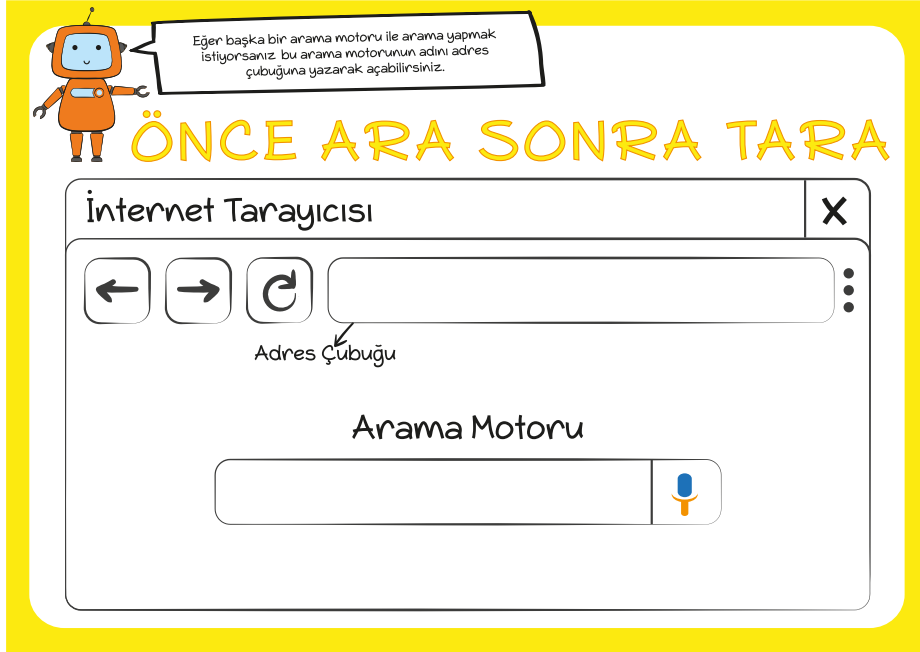 Eğer başka bir arama motoru ile arama yapmak
istiyorsanız bu arama motorunun adını adres
çubuğuna yazarak açabilirsiniz.
ÖNCE ARA SONRA TARA
İnternet Tarayıcısı
X
Adres Çubuğu
Arama Motoru